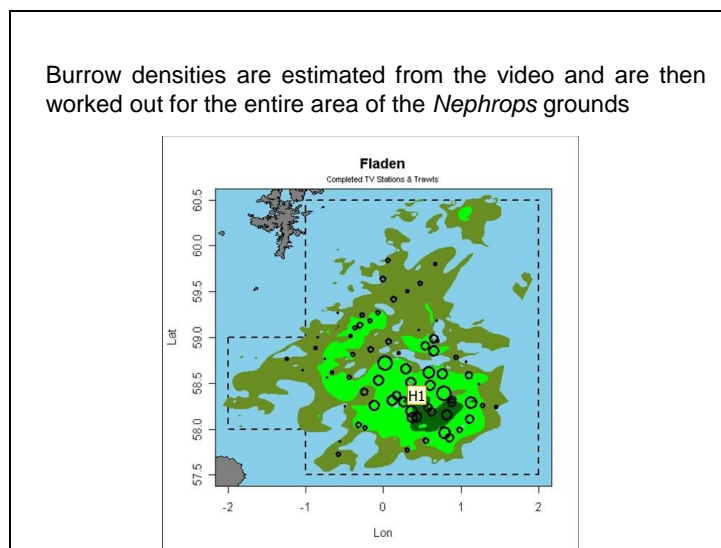 Burrow densities are estimated from the video and are then
worked out for the entire area of the Nephrops grounds
Fladen
Completed TV Stations & Trawls
60.5
60.0
59.5
59.0
58.5
58.0
57.5
Lat
H1
-2 -1 0 1 2
Lon